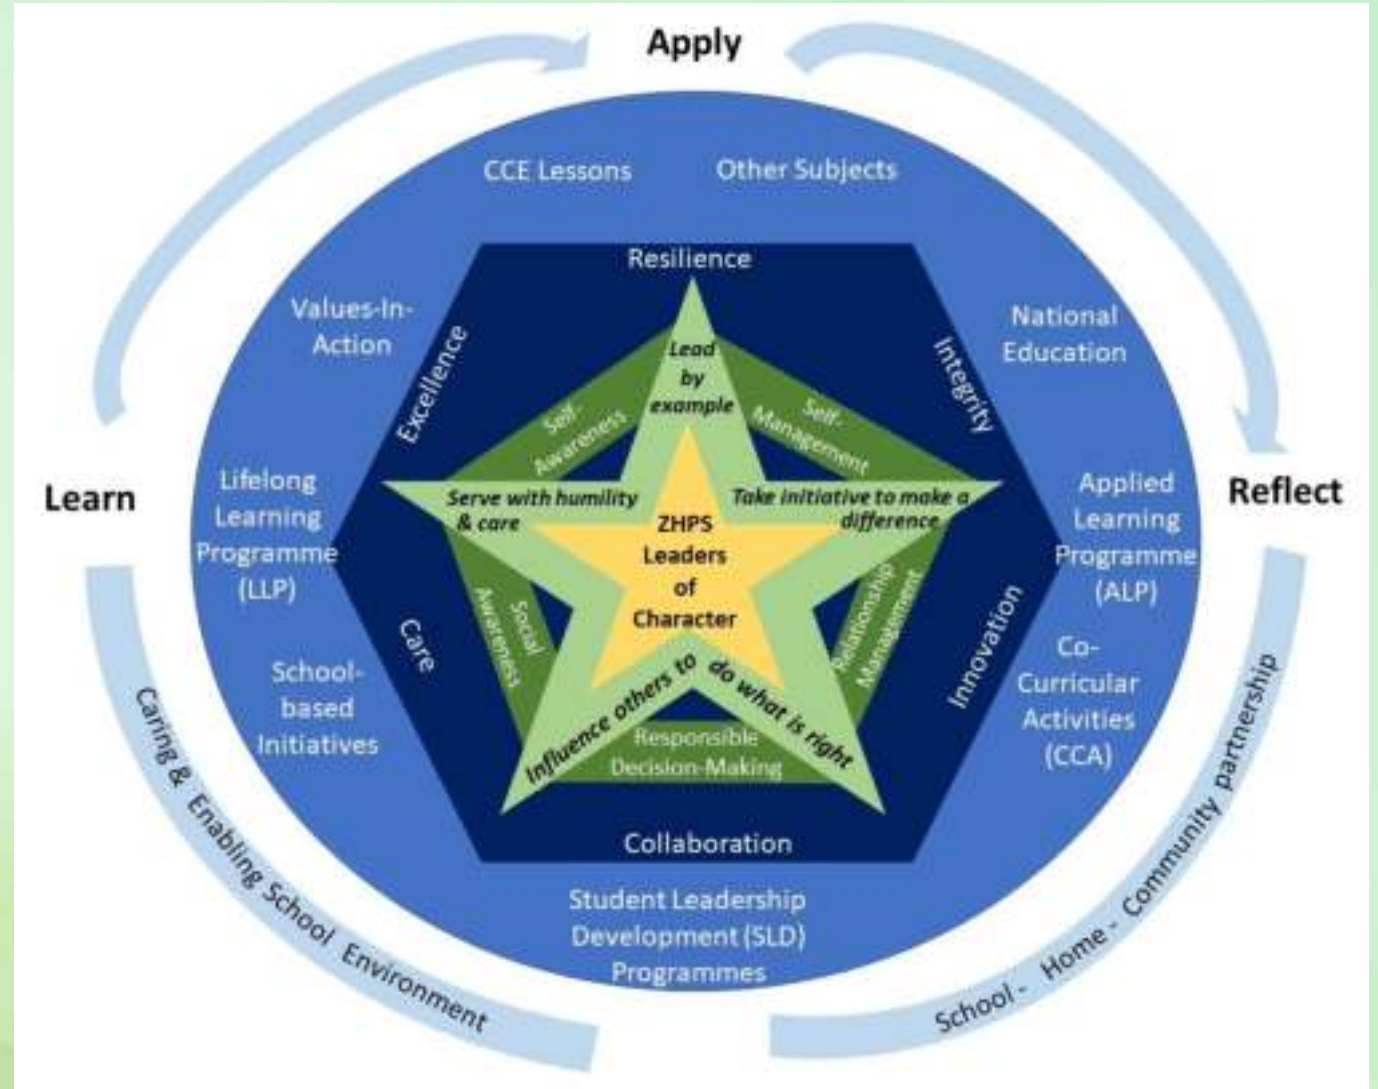 Apply
CCE Lessons
Other Subjects
Values-In-
Action
National
Education
Learn
Reflect
Lifelong
Learning
Programme
(LLP)
Applied
Learning
Programme
(ALP)
School-
based
Initiatives
Co-
Curricular
Activities
(CCA)
Student Leadership
Development (SLD)
Programmes
Resilience
Excellence
Integrity
Care
Innovation
Collaboration
Self-
Awareness
Self-
Management
Social
Awareness
Relationship
Management
Responsible
Decision-Making
Lead
by
example
Serve with humility
& care
Take initiative to make a
difference
Influence others to do what is right
ZHPS
Leaders
of
Character
Caring & Enabling School Environment
School - Home - Community partnership